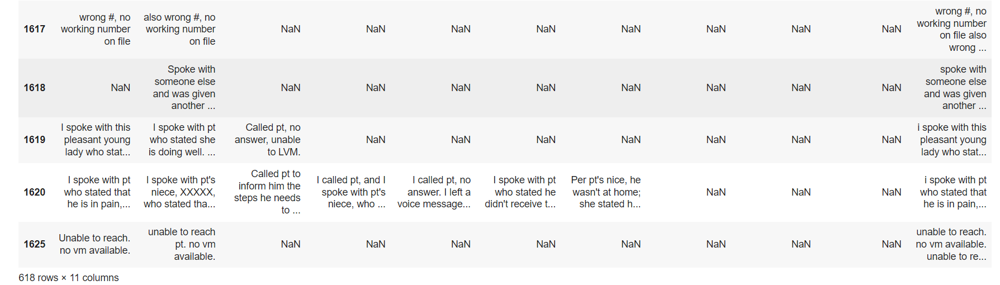 1617 wrong #, no working number on file also wrong #, no working number on file NaN NaN NaN NaN NaN NaN NaN NaN wrong #, no working number on file also wrong ...
1618 NaN Spoke with someone else and was given another ... NaN NaN NaN NaN NaN NaN NaN NaN spoke with someone else and was given another ...
1619 I spoke with this pleasant young lady who stat... I spoke with pt who stated she is doing well. ... Called pt, no answer, unable to LVM. NaN NaN NaN NaN NaN NaN NaN i spoke with this pleasant young lady who stat...
1620 I spoke with pt who stated that he is in pain,... I spoke with pt's niece, XXXXX, who stated tha... Called pt to inform him the steps he needs to ... I called pt, and I spoke with pt's niece, who ... I called pt, no answer. I left a voice message... I spoke with pt who stated he didn't receive t... Per pt's nice, he wasn't at home; she stated h... NaN NaN NaN i spoke with pt who stated that he is in pain,...
1625 Unable to reach. no vm available. unable to reach pt. no vm available. NaN NaN NaN NaN NaN NaN NaN NaN unable to reach. no vm available. unable to re...
618 rows × 11 columns